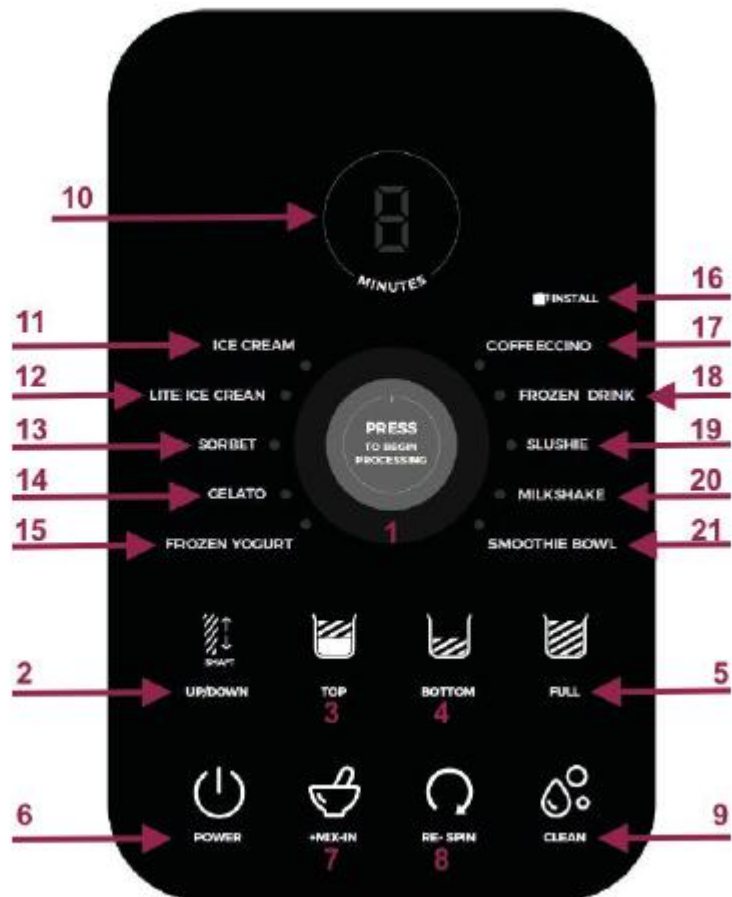 10
8
MINUTES
INSTALL
16
11
ICE CREAM
COFFEECCINO
17
12
LITE ICE CREAN
FROZEN DRINK
18
13
SORBET
PRESS
TO BEGIN
PROCESSING
SLUSHIE
19
14
GELATO
MILKSHAKE
20
15
FROZEN YOGURT
1
SMOOTHIE BOWL
21
SHAFT
2
UP/DOWN
TOP
BOTTOM
FULL
5
3
4
6
POWER
+MIX-IN
RE- SPIN
CLEAN
9
7
8